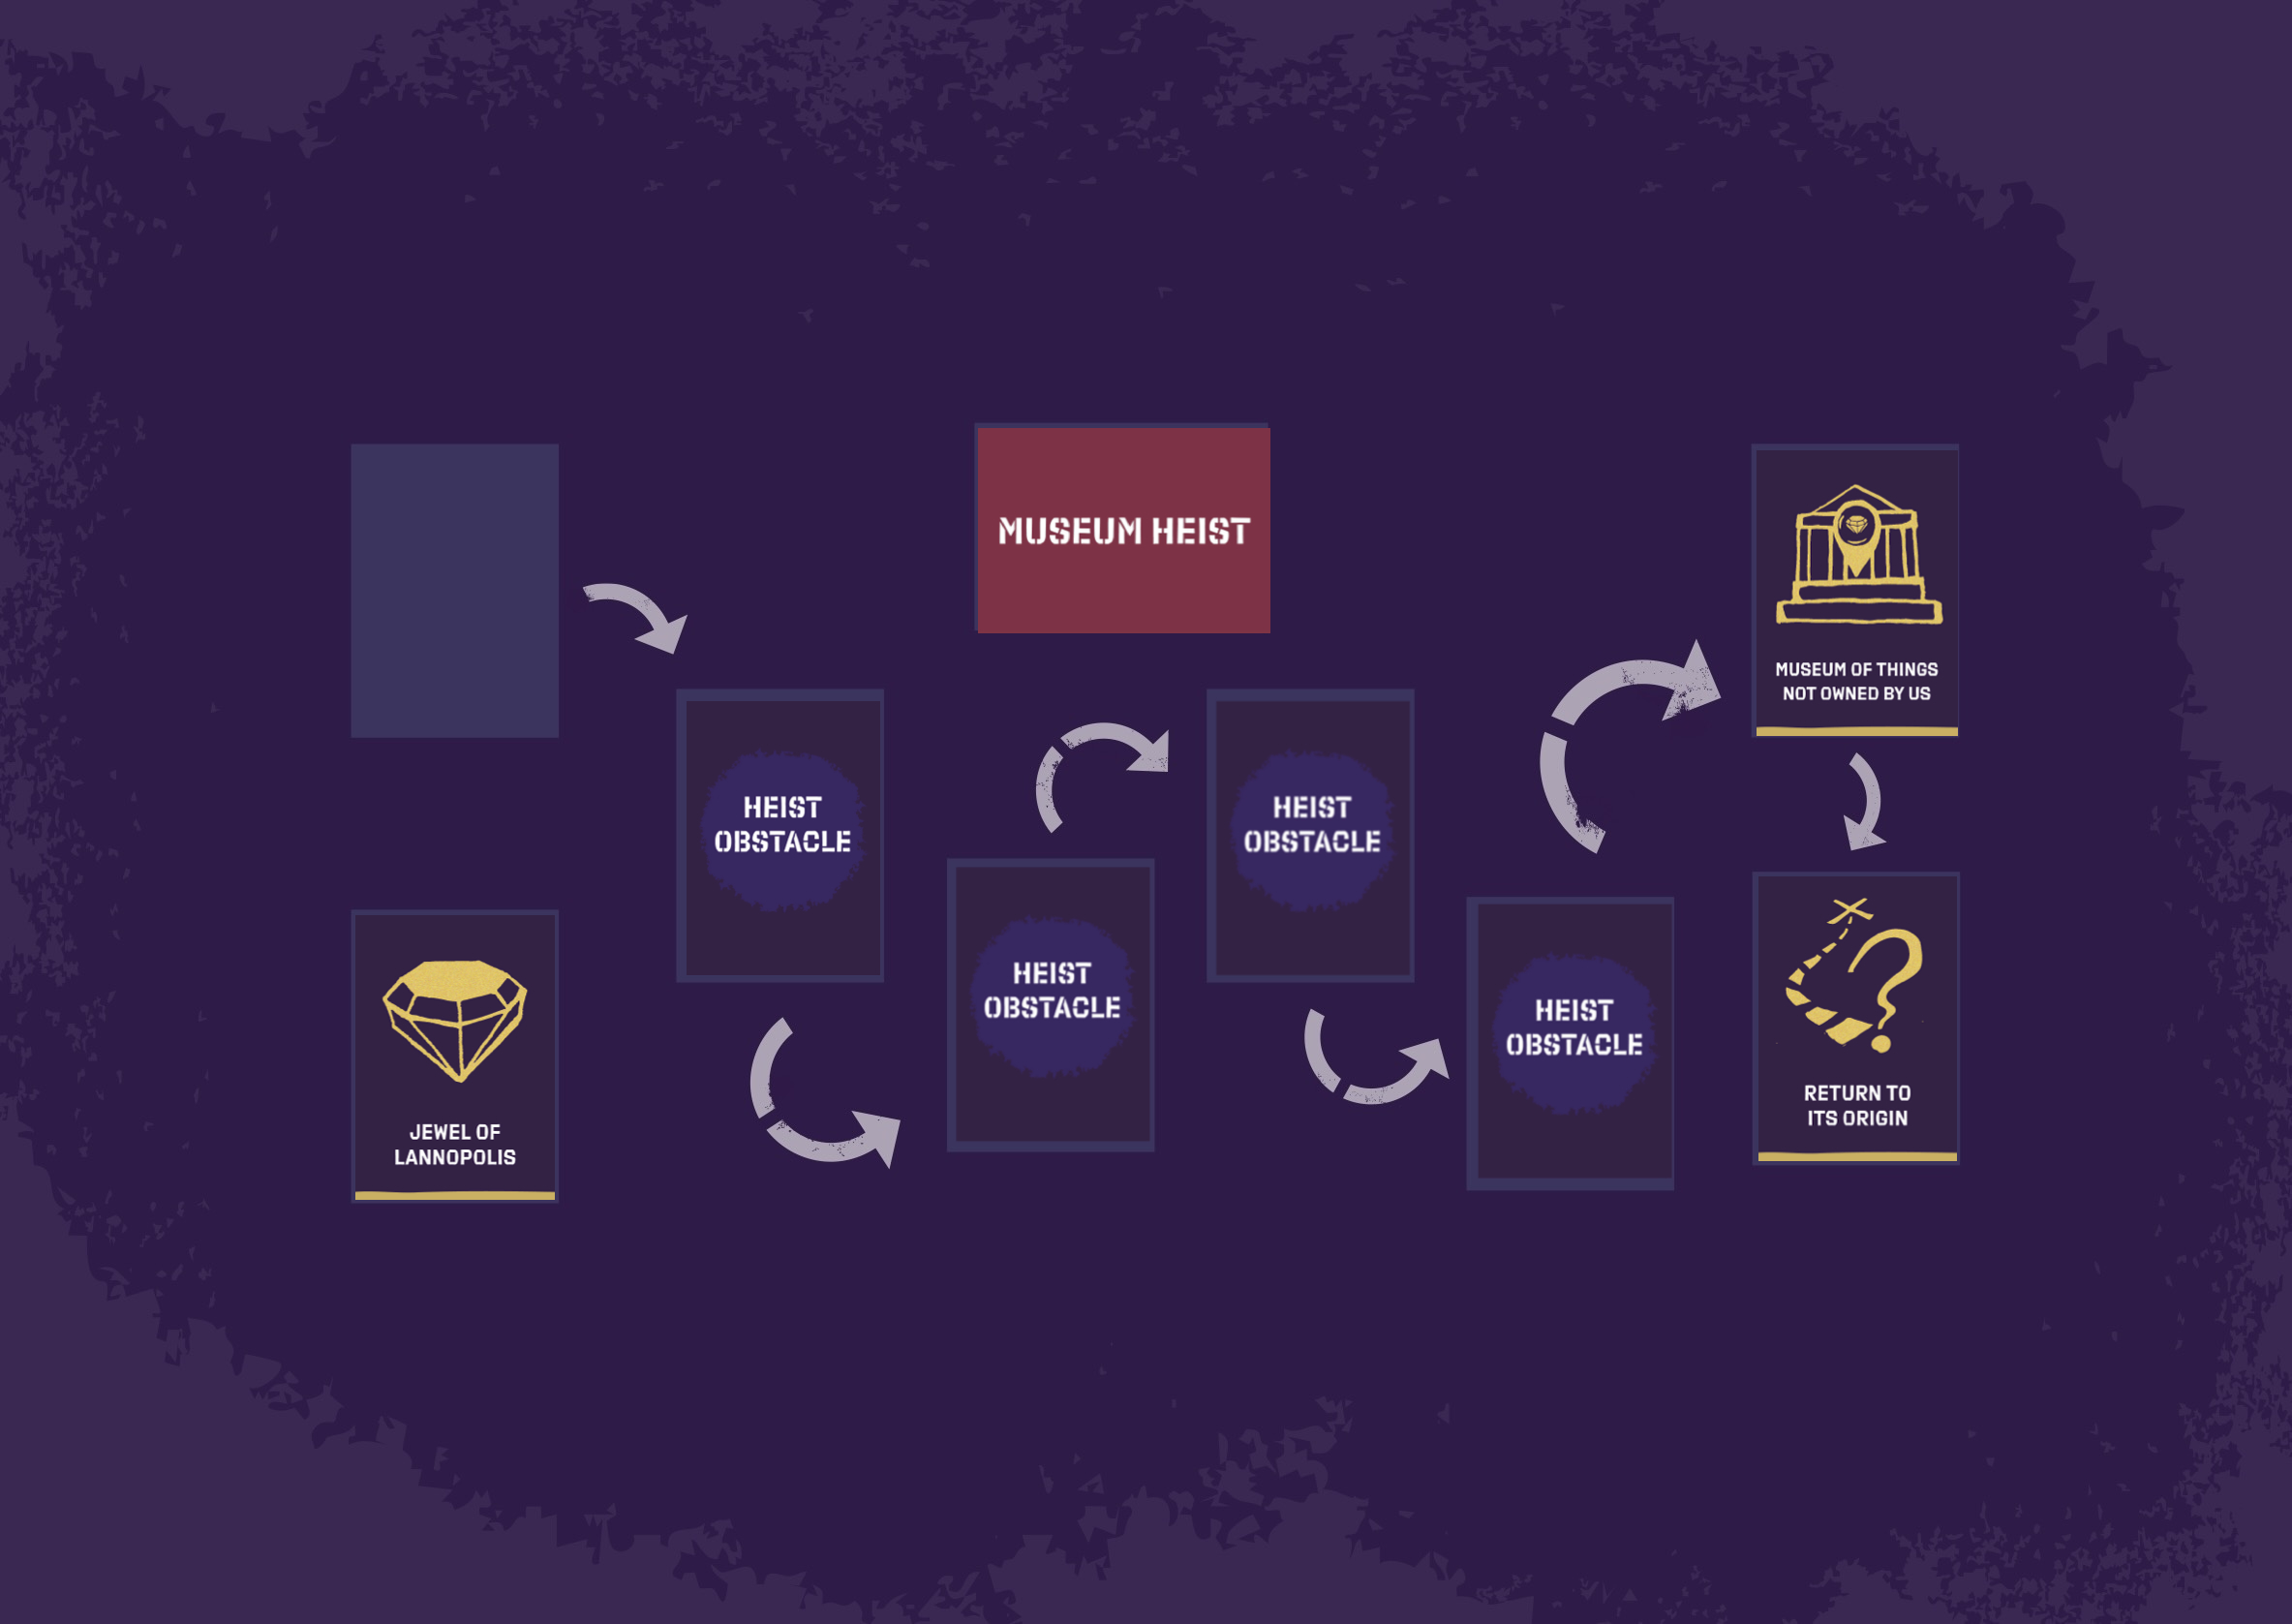 MUSEUM HEIST
MUSEUM OF THINGS
NOT OWNED BY US
HEIST
OBSTACLE
HEIST
OBSTACLE
HEIST
OBSTACLE
HEIST
OBSTACLE
JEWEL OF
LANNOPOLIS
RETURN TO
ITS ORIGIN